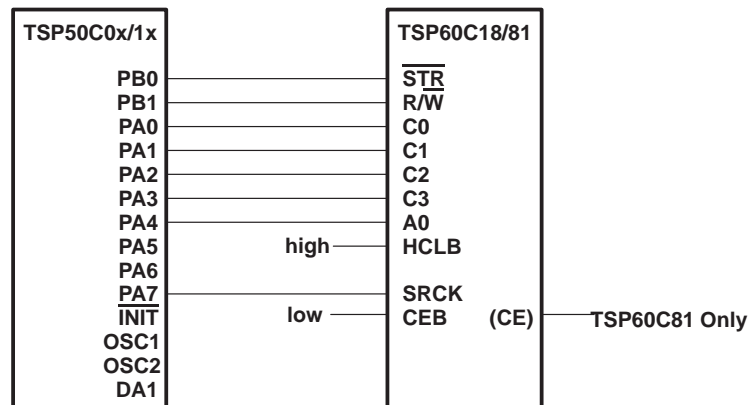 TSP50C0x/1x
PB0
PB1
PA0
PA1
PA2
PA3
PA4
PA5
PA6
PA7
INIT
OSC1
OSC2
DA1
high
low
TSP60C18/81
STR
R/W
C0
C1
C2
C3
A0
HCLB
SRCK
CEB (CE)
TSP60C81 Only